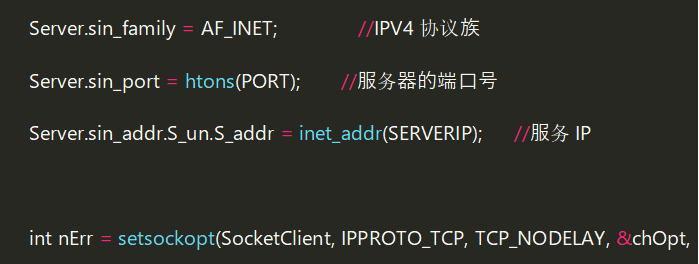 Server.sin_family = AF_INET; //IPV4 协议族
Server.sin_port = htons(PORT); //服务器的端口号
Server.sin_addr.S_un.S_addr = inet_addr(SERVERIP); //服务 IP
int nErr = setsockopt(SocketClient, IPPROTO_TCP, TCP_NODELAY, &chOpt,